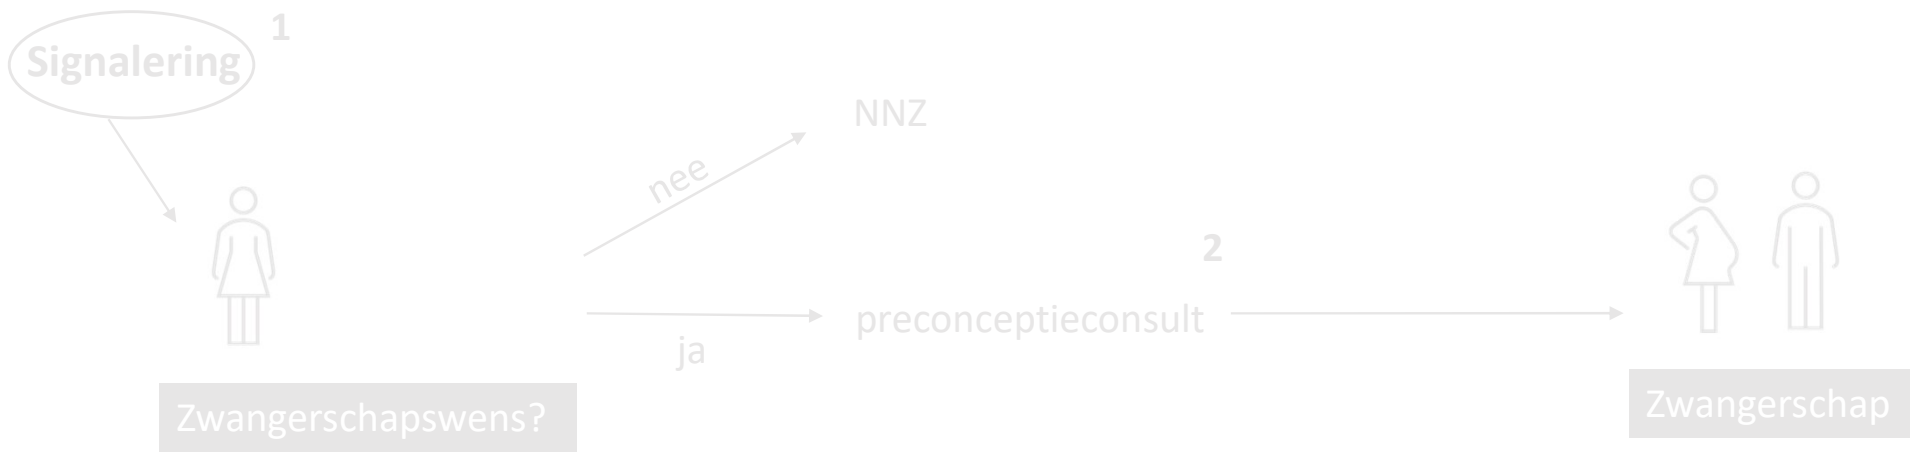 Signalering
1
NNZ
nee
2
preconceptieconsult
ja
Zwangerschapswens?
Zwangerschap